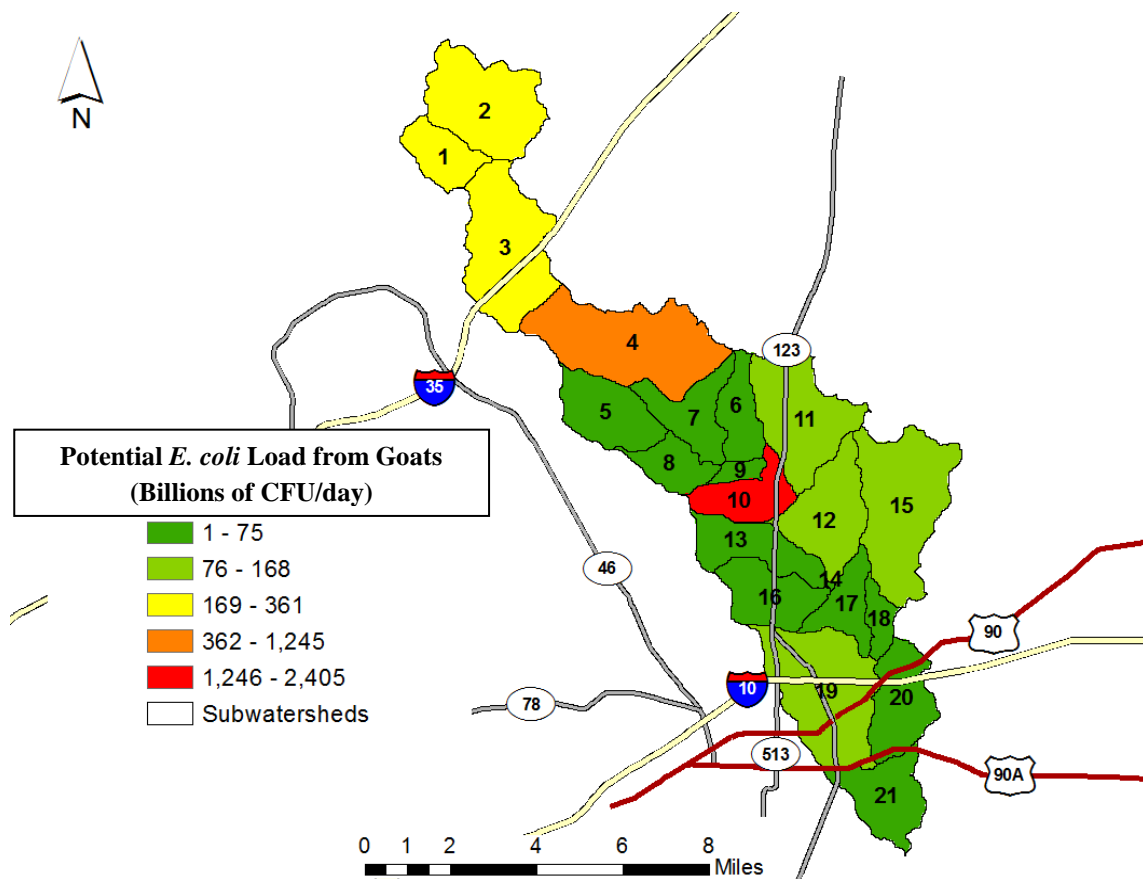 N
2
1
3
4
123
35
5
7
6
11
8
9
10
12
15
13
14
16
17
18
46
90
10
19
20
78
513
90A
21
Potential E. coli Load from Goats
(Billions of CFU/day)
1 - 75
76 - 168
169 - 361
362 - 1,245
1,246 - 2,405
Subwatersheds
0 1 2 4 6 8
Miles